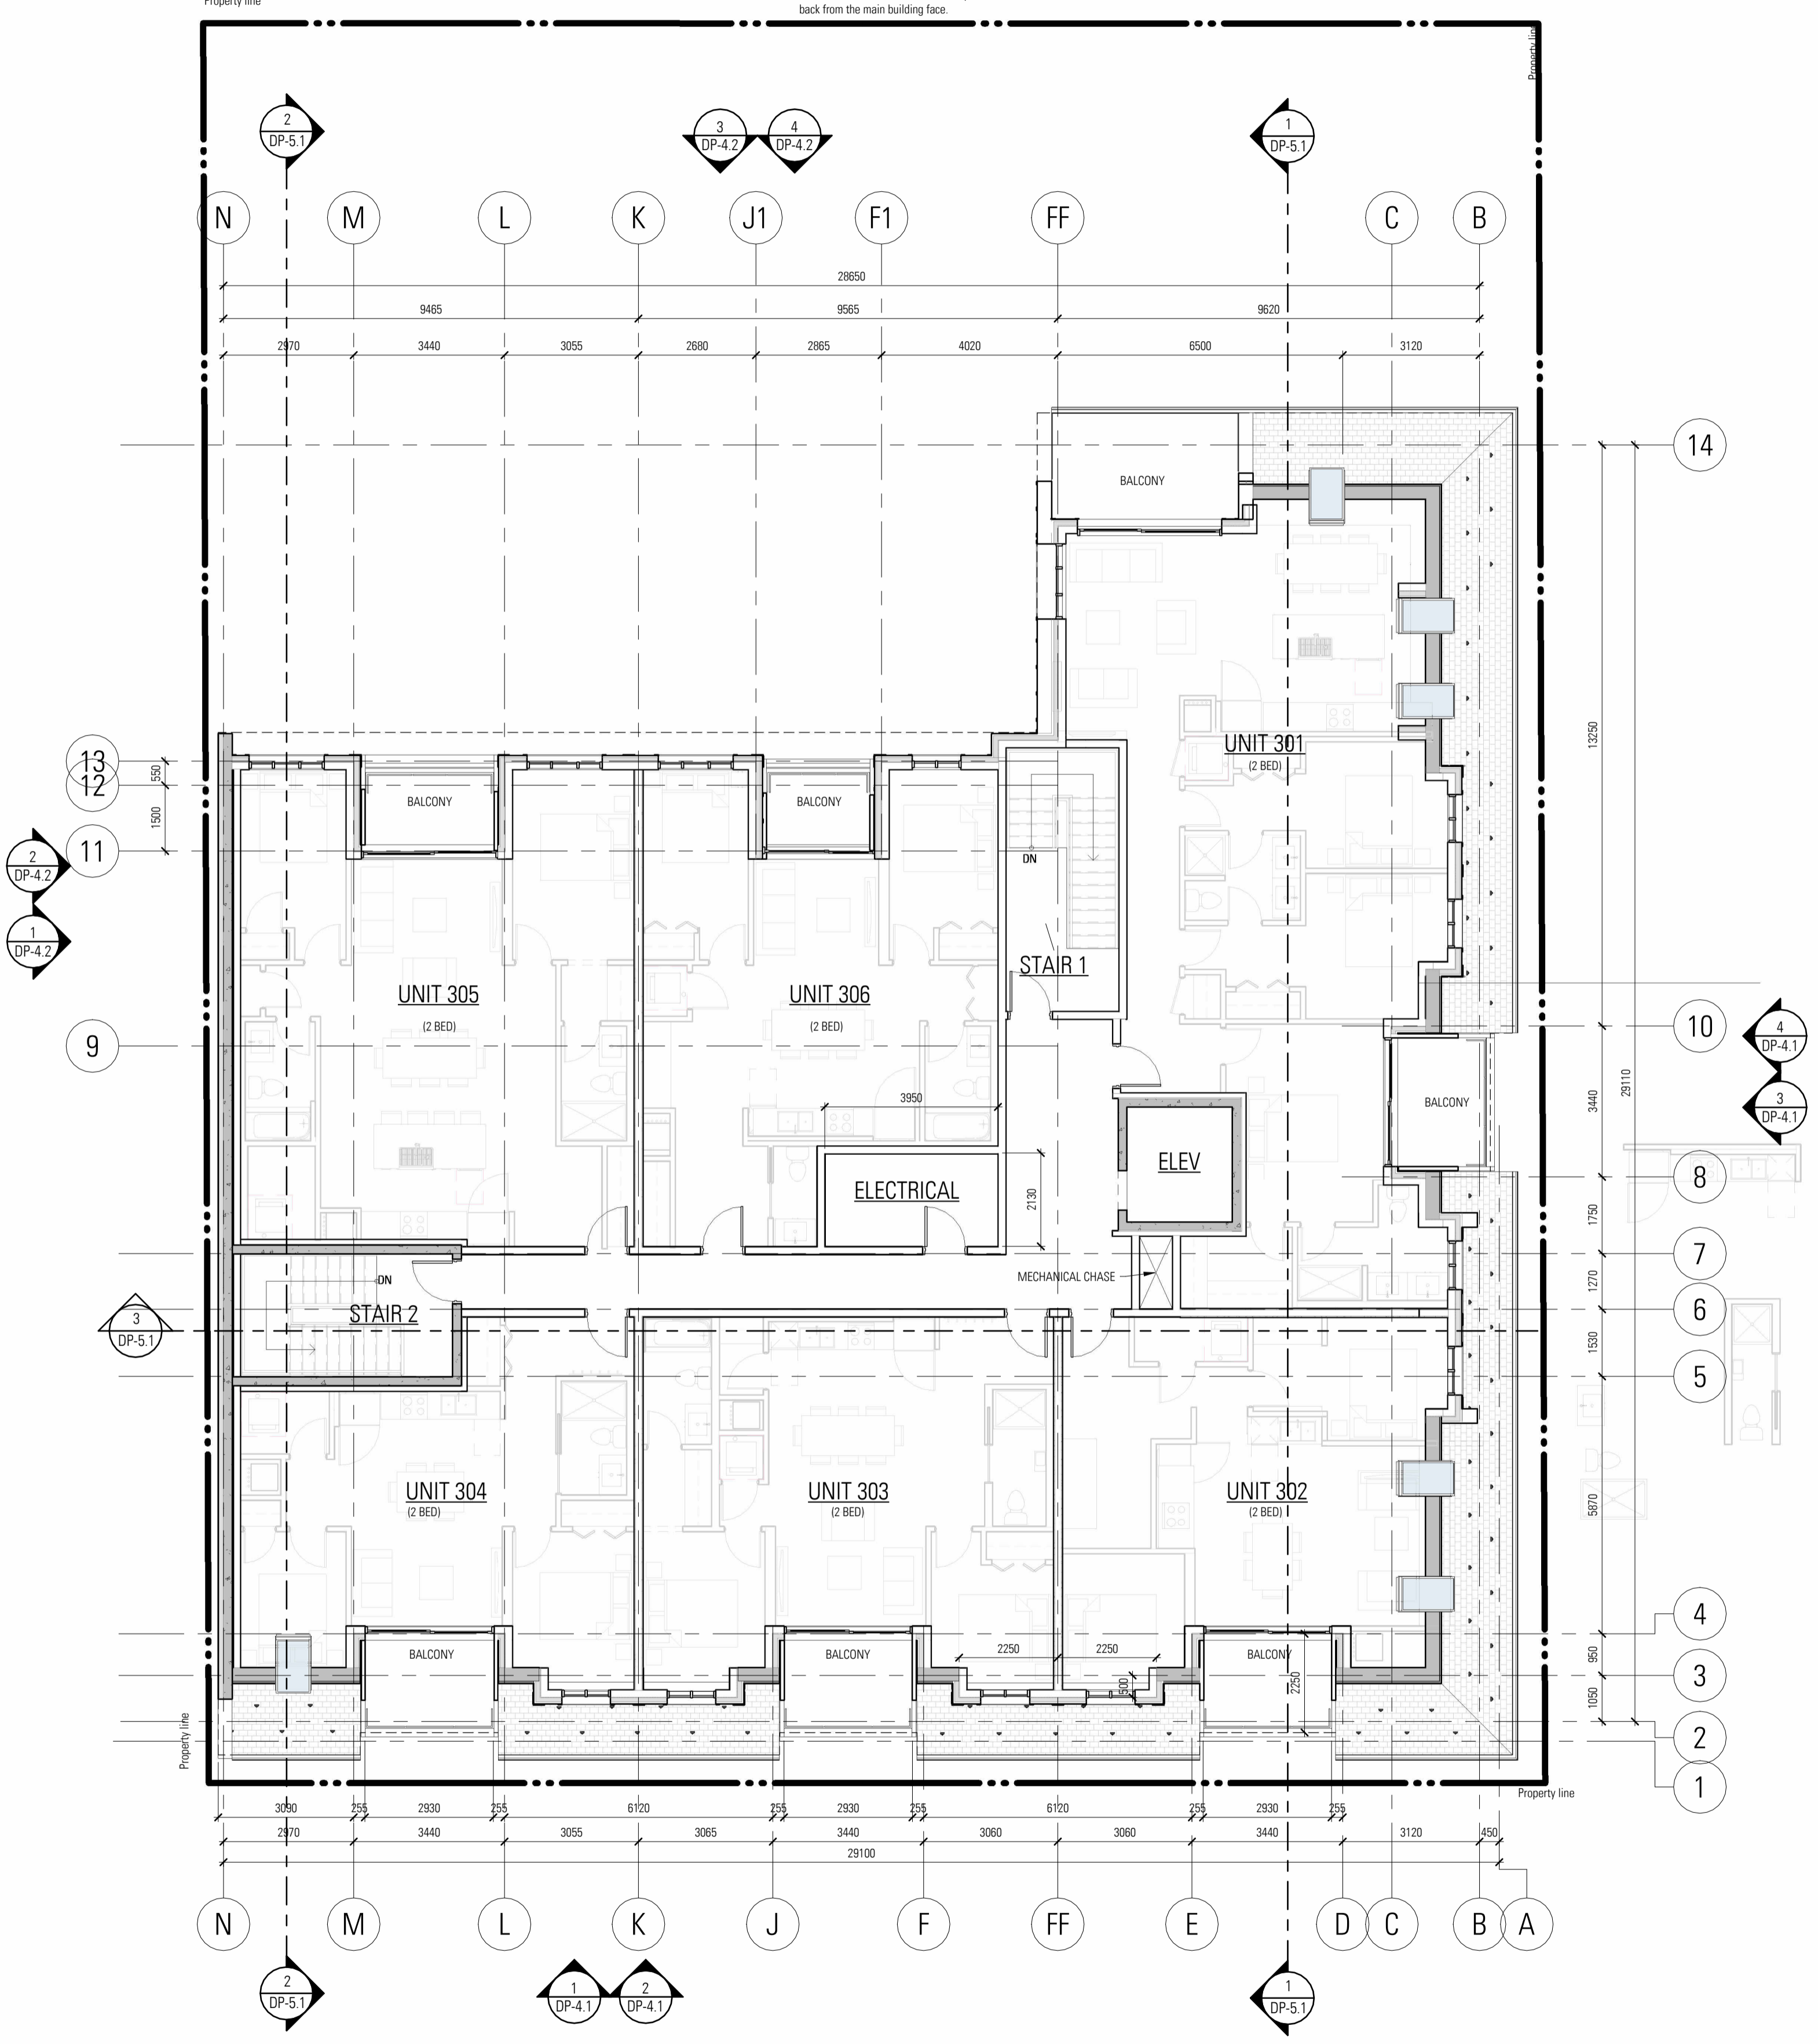 Property line
back from the main building face.
Property line
2
DP-5.1
3
DP-4.2
4
DP-4.2
1
DP-5.1
N
M
L
K
J1
F1
FF
C
B
28650
9465
9565
9620
2970
3440
3055
2680
2865
4020
6500
3120
14
BALCONY
13250
UNIT 301
(2 BED)
13
12
11
550
1500
BALCONY
BALCONY
DN
2
DP-4.2
1
DP-4.2
STAIR 1
UNIT 305
(2 BED)
UNIT 306
(2 BED)
9
10
4
DP-4.1
3
DP-4.1
29110
3440
BALCONY
3950
ELEV
ELECTRICAL
2130
8
1750
7
MECHANICAL CHASE
1270
DN
STAIR 2
6
3
DP-5.1
1530
5
UNIT 304
(2 BED)
UNIT 303
(2 BED)
UNIT 302
(2 BED)
5870
4
BALCONY
BALCONY
BALCONY
2250
2250
500
2250
950
3
1050
2
1
Property line
Property line
3090
255
2930
255
6120
255
2930
255
6120
255
2930
255
2970
3440
3055
3065
3440
3060
3060
3440
3120
450
29100
N
M
L
K
J
F
FF
E
D
C
B
A
2
DP-5.1
1
DP-4.1
2
DP-4.1
1
DP-5.1